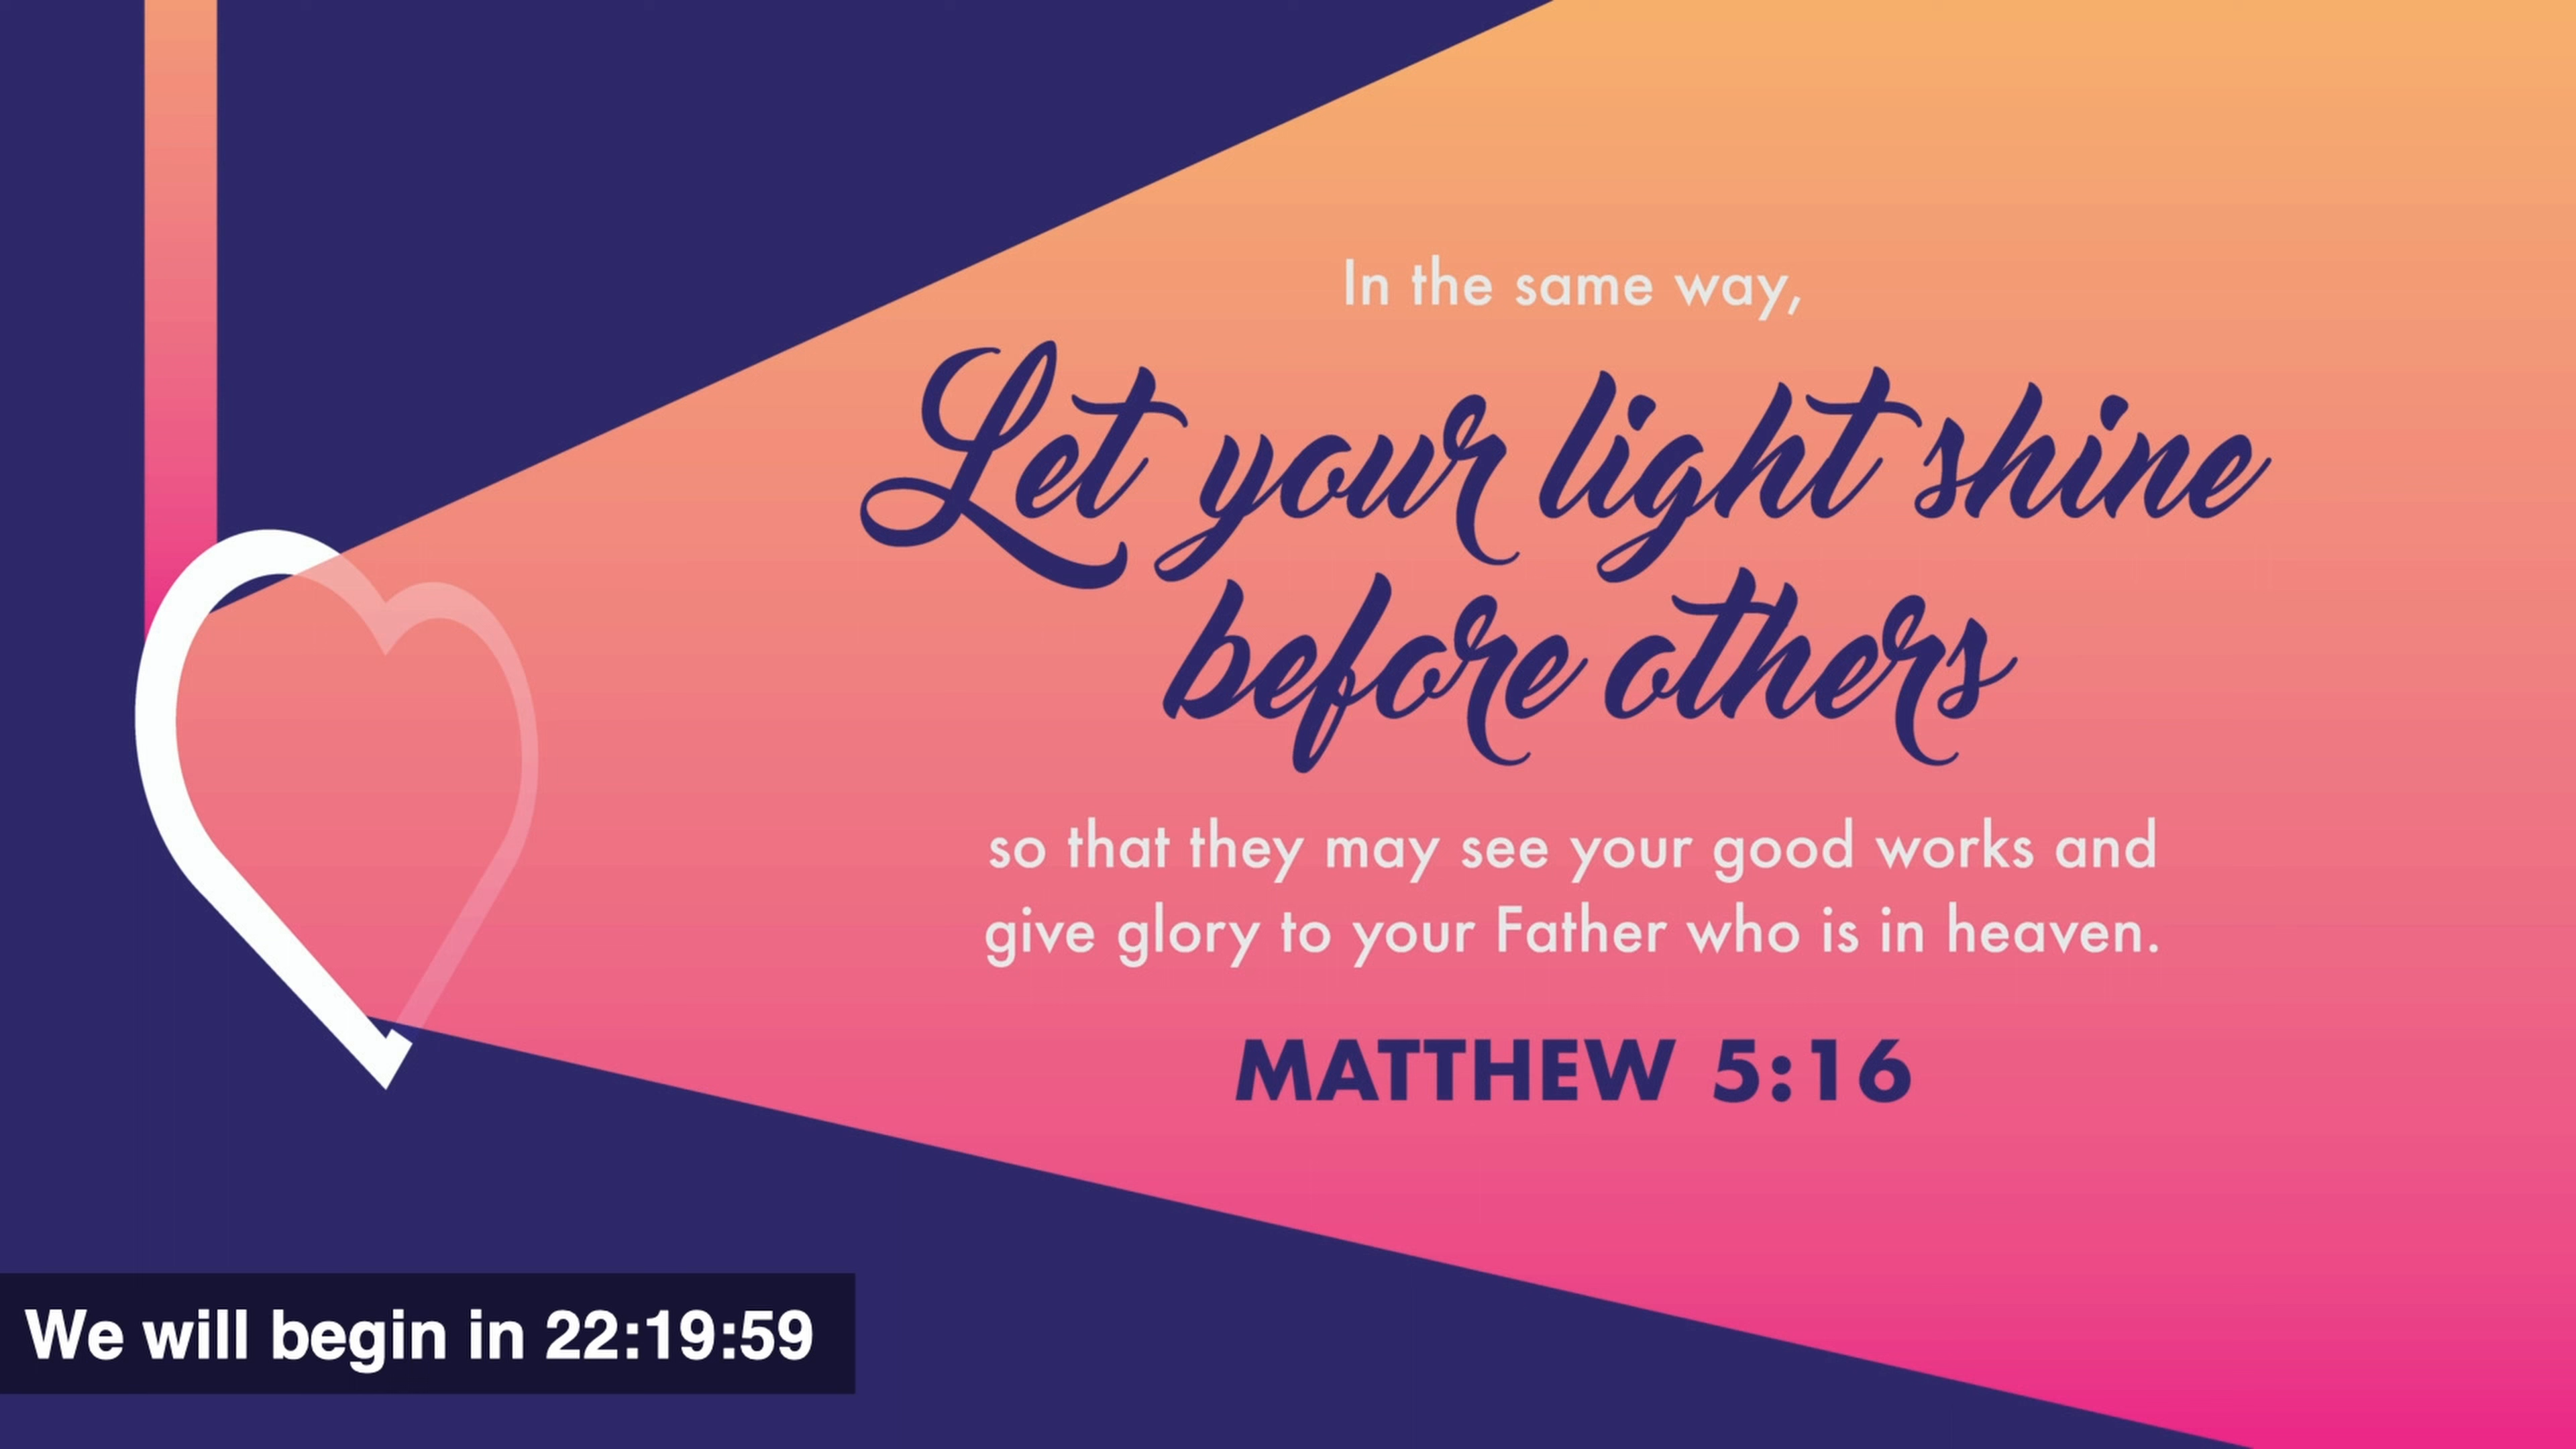 In the same way,
Let your light shine
before others
so that they may see your good works and
give glory to your Father who is in heaven.
MATTHEW 5:16
We will begin in 22:19:59